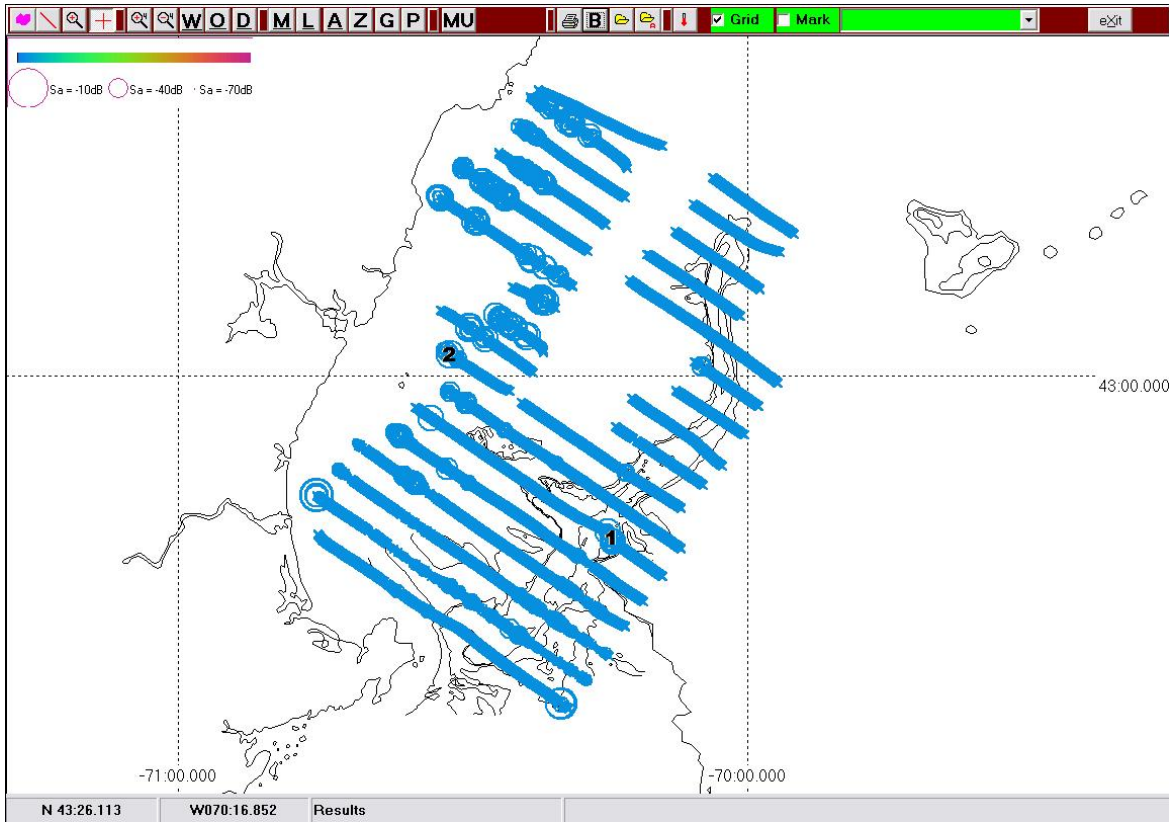 W O D M L A Z G P MU B Grid Mark eXit
Sa = -10dB Sa = -40dB Sa = -70dB
2
43:00.000
1
-71:00.000 -70:00.000
N 43:26.113 W070:16.852 Results